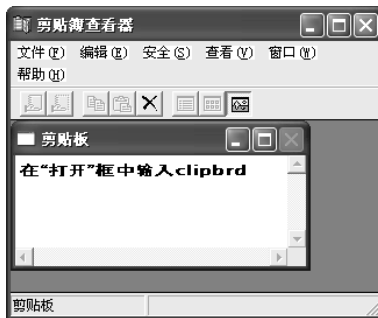 剪贴簿查看器
文件(F) 编辑(E) 安全(S) 查看(V) 窗口(W)
帮助(H)
剪贴板
在“打开”框中输入clipbrd
剪贴板